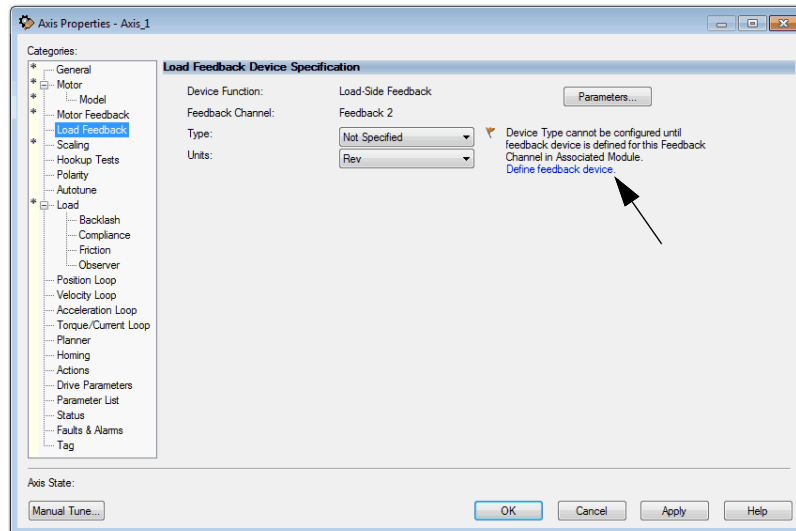 Axis Properties - Axis_1
Categories:
* General
* Motor
* Model
* Motor Feedback
Load Feedback
* Scaling
Hookup Tests
Polarity
Autotune
* Load
Backlash
Compliance
Friction
Observer
Position Loop
Velocity Loop
Acceleration Loop
Torque/Current Loop
Planner
Homing
Actions
Drive Parameters
Parameter List
Status
Faults & Alarms
Tag
Load Feedback Device Specification
Device Function: Load-Side Feedback Parameters...
Feedback Channel: Feedback 2
Type: Not Specified
Units: Rev
Device Type cannot be configured until
feedback device is defined for this Feedback
Channel in Associated Module.
Define feedback device.
Axis State:
Manual Tune... OK Cancel Apply Help